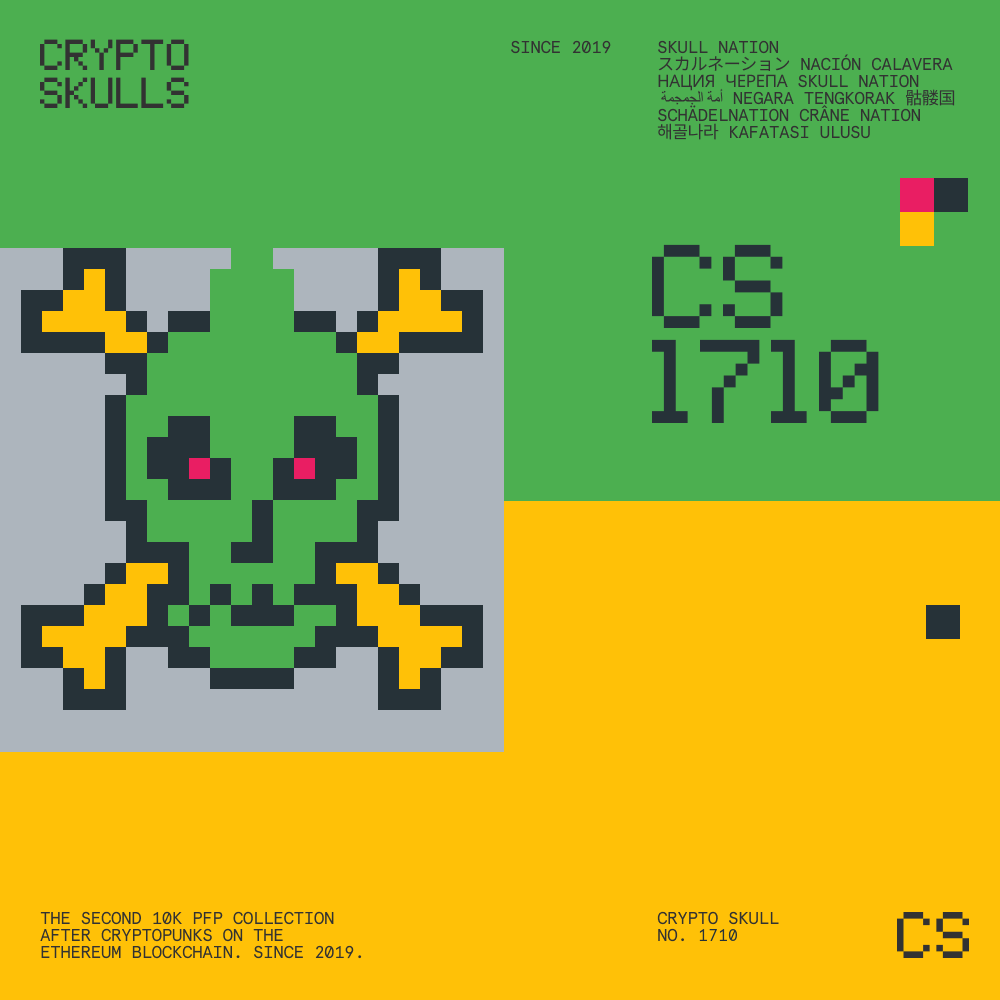 CRYPTO
SKULLS
SINCE 2019
SKULL NATION
スカルネーション NACIÓN CALAVERA
НАЦИЯ ЧЕРЕПА SKULL NATION
أمة الجمجمة NEGARA TENGKORAK 骷髅国
SCHÄDELNATION CRÂNE NATION
해골나라 KAFATASI ULUSU
CS
1710
THE SECOND 10K PFP COLLECTION
AFTER CRYPTOPUNKS ON THE
ETHEREUM BLOCKCHAIN. SINCE 2019.
CRYPTO SKULL
NO. 1710
CS